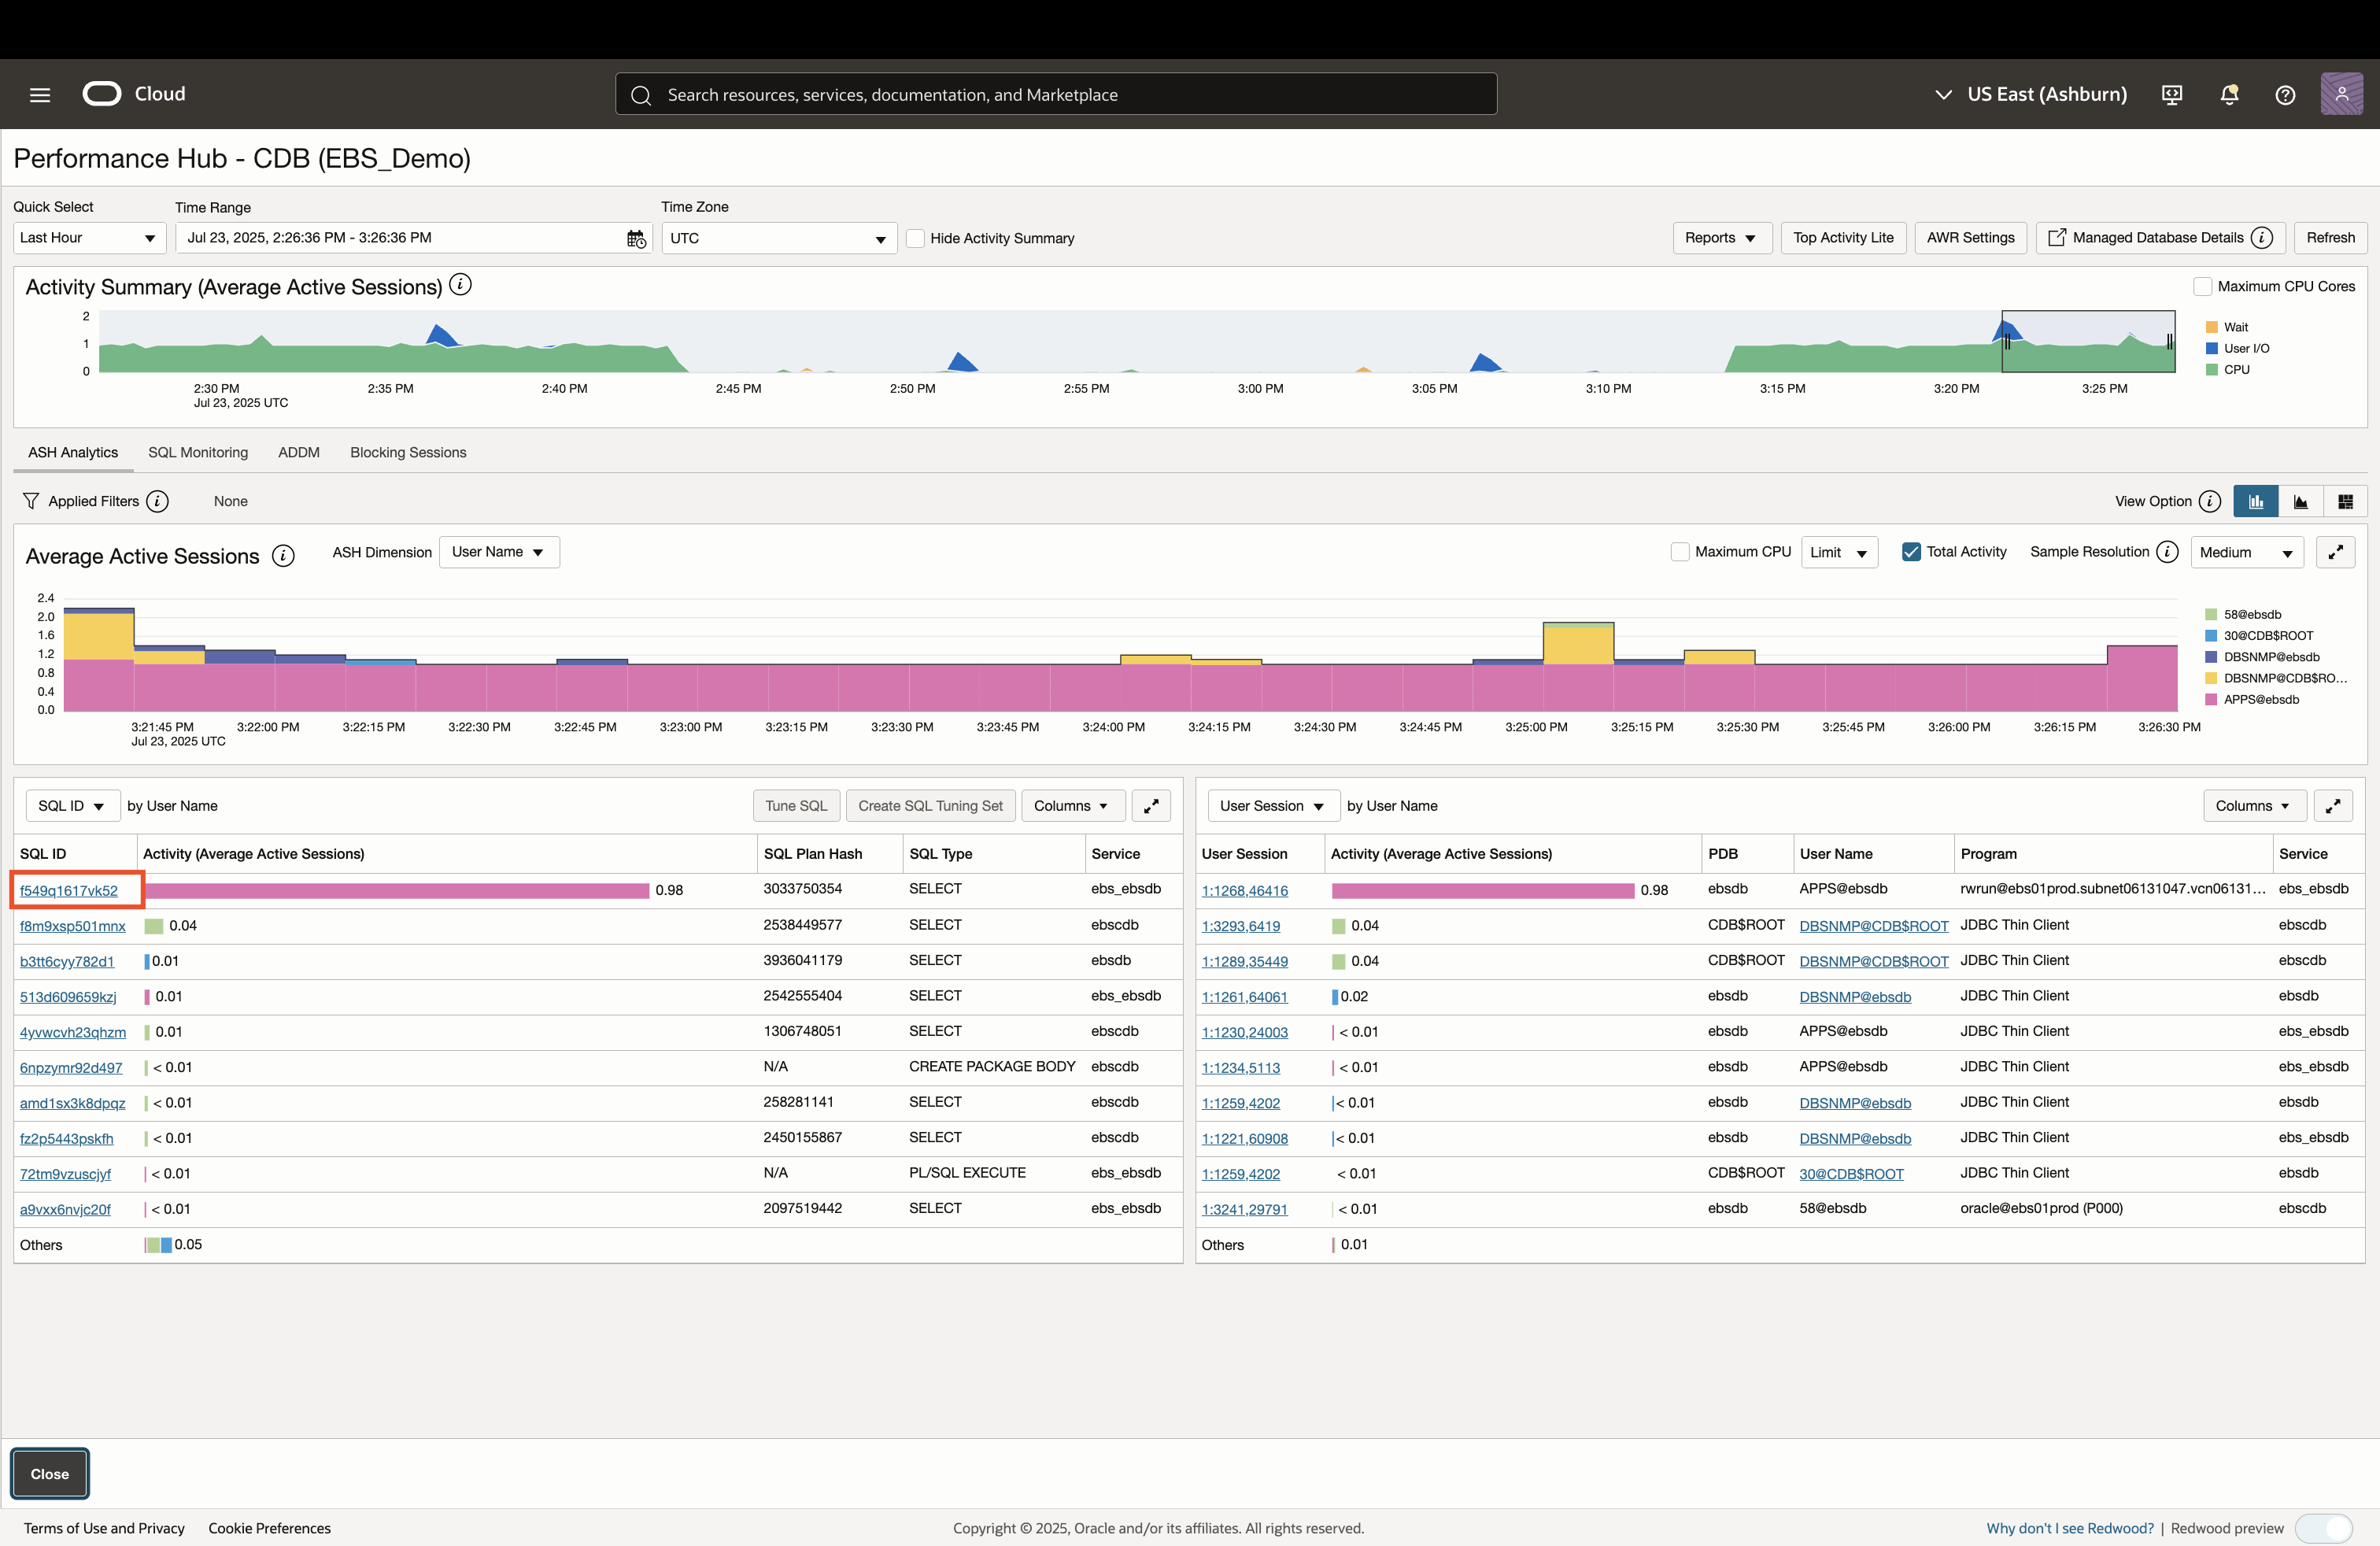 Cloud
Search resources, services, documentation, and Marketplace
US East (Ashburn)
Performance Hub - CDB (EBS_Demo)
Quick Select
Time Range
Time Zone
Last Hour
Jul 23, 2025, 2:26:36 PM - 3:26:36 PM
UTC
Hide Activity Summary
Reports
Top Activity Lite
AWR Settings
Managed Database Details
Refresh
Activity Summary (Average Active Sessions)
Maximum CPU Cores
2
1
0
Wait
User I/O
CPU
2:30 PM 2:35 PM 2:40 PM 2:45 PM 2:50 PM 2:55 PM 3:00 PM 3:05 PM 3:10 PM 3:15 PM 3:20 PM 3:25 PM
Jul 23, 2025 UTC
ASH Analytics SQL Monitoring ADDM Blocking Sessions
Applied Filters None
View Option
Average Active Sessions
ASH Dimension User Name
Maximum CPU Limit
Total Activity
Sample Resolution Medium
2.4
2.0
1.6
1.2
0.8
0.4
0.0
58@ebsdb
30@CDB$ROOT
DBSNMP@ebsdb
DBSNMP@CDB$RO...
APPS@ebsdb
3:21:45 PM 3:22:00 PM 3:22:15 PM 3:22:30 PM 3:22:45 PM 3:23:00 PM 3:23:15 PM 3:23:30 PM 3:23:45 PM 3:24:00 PM 3:24:15 PM 3:24:30 PM 3:24:45 PM 3:25:00 PM 3:25:15 PM 3:25:30 PM 3:25:45 PM 3:26:00 PM 3:26:15 PM 3:26:30 PM
Jul 23, 2025 UTC
SQL ID by User Name
Tune SQL
Create SQL Tuning Set
Columns
SQL ID Activity (Average Active Sessions) SQL Plan Hash SQL Type Service
f549q1617vk52 0.98 3033750354 SELECT ebs_ebsdb
f8m9xsp501mnx 0.04 2538449577 SELECT ebscdb
b3tt6cyy782d1 0.01 3936041179 SELECT ebsdb
513d609659kzj 0.01 2542555404 SELECT ebs_ebsdb
4yvwcvh23qhzm 0.01 1306748051 SELECT ebscdb
6npzymr92d497 < 0.01 N/A CREATE PACKAGE BODY ebscdb
amd1sx3k8dpqz < 0.01 258281141 SELECT ebscdb
fz2p5443pskfh < 0.01 2450155867 SELECT ebscdb
72tm9vzuscjyf < 0.01 N/A PL/SQL EXECUTE ebs_ebsdb
a9vxx6nvjc20f < 0.01 2097519442 SELECT ebs_ebsdb
Others 0.05
User Session by User Name
Columns
User Session Activity (Average Active Sessions) PDB User Name Program Service
1:1268,46416 0.98 ebsdb APPS@ebsdb rwrun@ebs01prod.subnet06131047.vcn06131... ebs_ebsdb
1:3293,6419 0.04 CDB$ROOT DBSNMP@CDB$ROOT JDBC Thin Client ebscdb
1:1289,35449 0.04 CDB$ROOT DBSNMP@CDB$ROOT JDBC Thin Client ebscdb
1:1261,64061 0.02 ebsdb DBSNMP@ebsdb JDBC Thin Client ebsdb
1:1230,24003 < 0.01 ebsdb APPS@ebsdb JDBC Thin Client ebs_ebsdb
1:1234,5113 < 0.01 ebsdb APPS@ebsdb JDBC Thin Client ebs_ebsdb
1:1259,4202 < 0.01 ebsdb DBSNMP@ebsdb JDBC Thin Client ebsdb
1:1221,60908 < 0.01 ebsdb DBSNMP@ebsdb JDBC Thin Client ebs_ebsdb
1:1259,4202 < 0.01 CDB$ROOT 30@CDB$ROOT JDBC Thin Client ebsdb
1:3241,29791 < 0.01 ebsdb 58@ebsdb oracle@ebs01prod (P000) ebscdb
Others 0.01
Close
Terms of Use and Privacy Cookie Preferences
Copyright © 2025, Oracle and/or its affiliates. All rights reserved.
Why don't I see Redwood? | Redwood preview